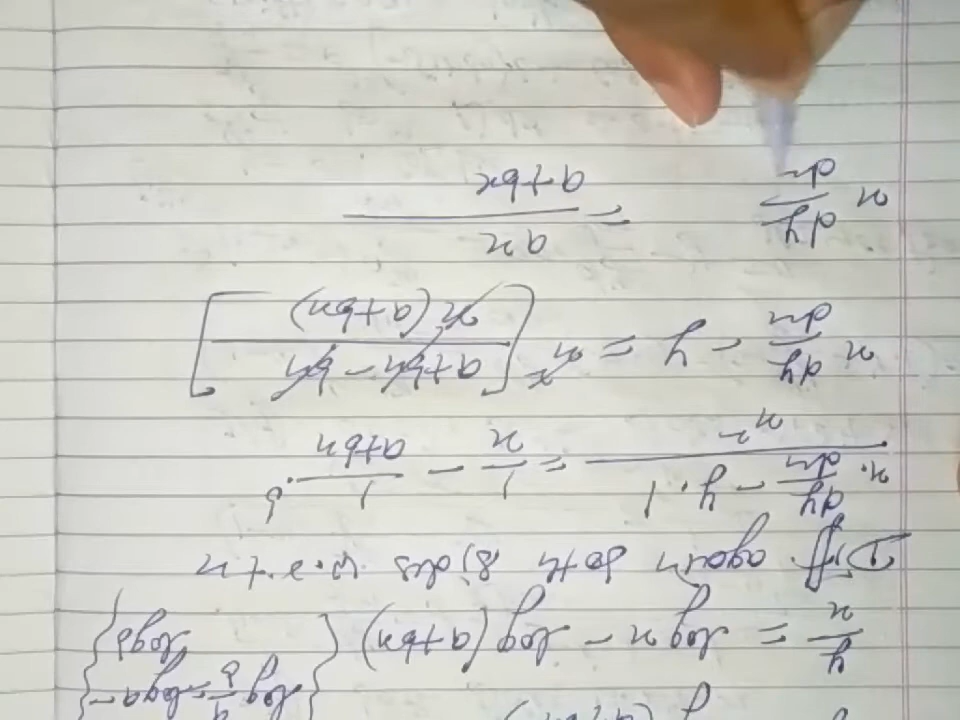 y/x = log x - log (a+bx) { log a/b = log a -
log b }
Diff again both sides w.r.t x
(x. dy/dx - y.1)/x² = 1/x - 1/(a+bx) . b
x dy/dx - y = x² [ (a+bx - bx)/(x(a+bx)) ]
x dy/dx = ax/(a+bx)